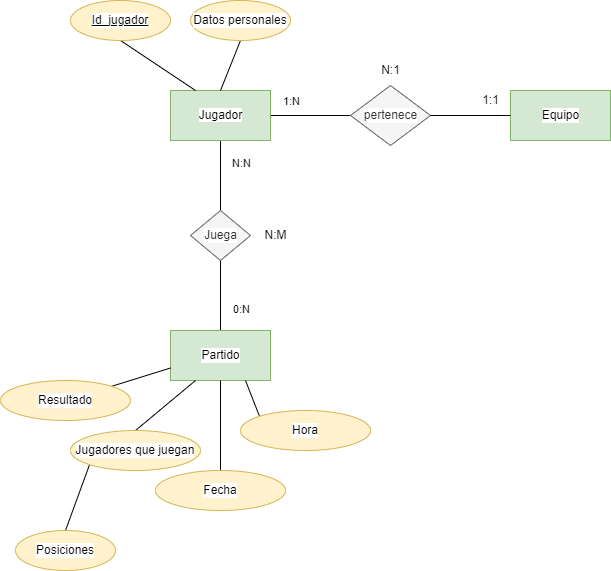 Id_jugador
Datos personales
N:1
Jugador
1:N
pertenece
1:1
Equipo
N:N
Juega
N:M
0:N
Partido
Resultado
Jugadores que juegan
Hora
Fecha
Posiciones